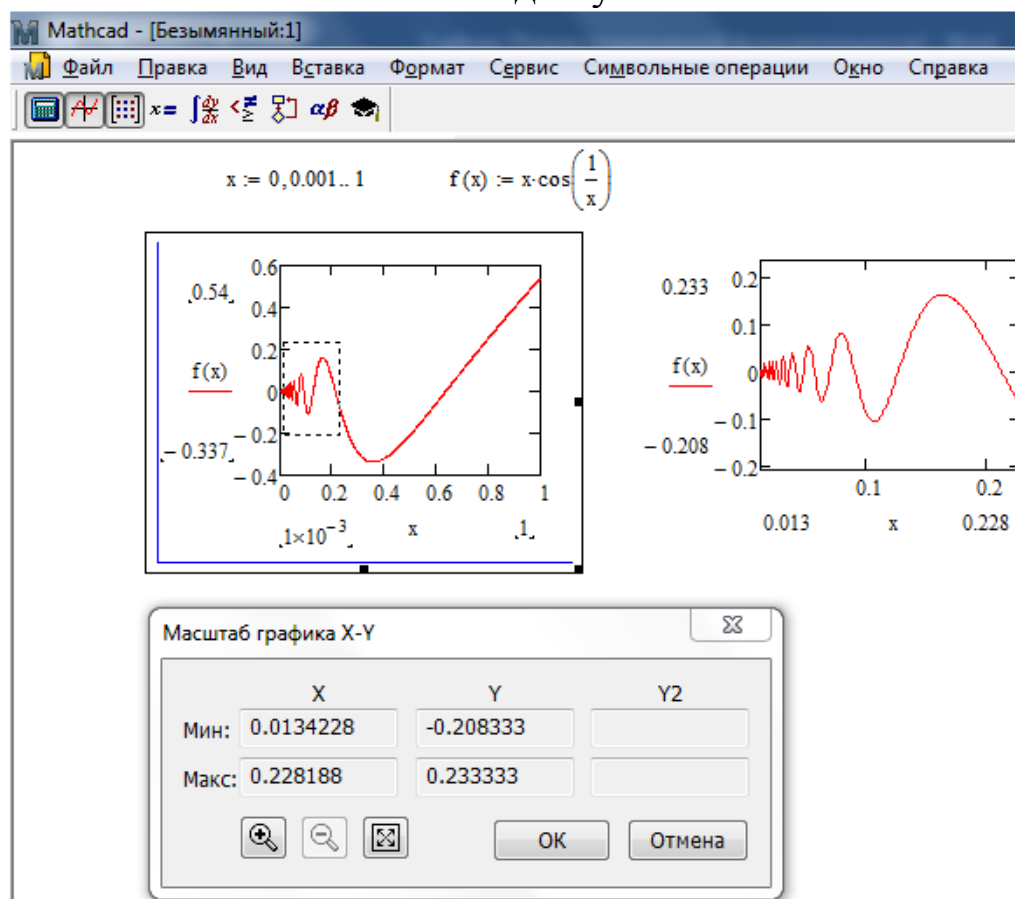 Mathcad - [Безымянный:1]
Файл Правка Вид Вставка Формат Сервис Символьные операции Окно Справка
x= ∫ dy/dx <≠≥ αβ
x := 0,0.001.. 1 f(x) := x·cos(1/x)
0.6
0.54
0.4
0.2
f(x)
0
−0.2
−0.337
−0.4
0 0.2 0.4 0.6 0.8 1
1×10⁻³ x 1
0.233 0.2
0.1
f(x) 0
−0.1
−0.208
−0.2
0.1 0.2
0.013 x 0.228
Масштаб графика X-Y
X Y Y2
Мин: 0.0134228 -0.208333
Макс: 0.228188 0.233333
OK Отмена